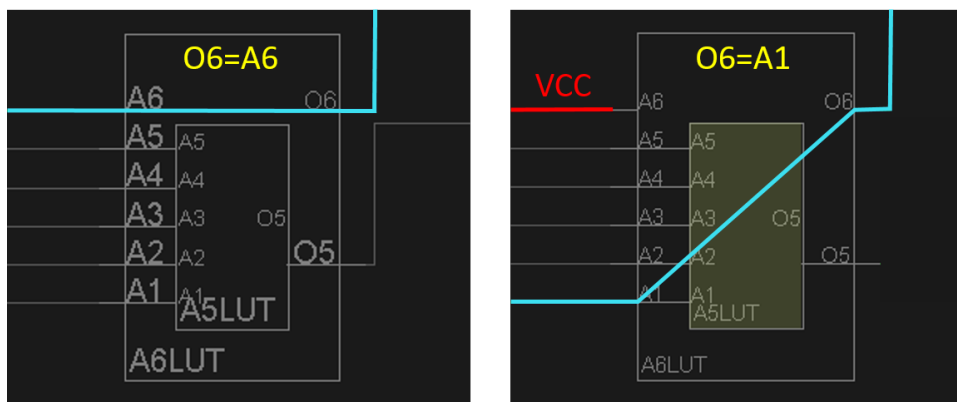 O6=A6
A6 O6
A5 A5
A4 A4
A3 A3 O5
A2 A2 O5
A1 A1
A5LUT
A6LUT
O6=A1
VCC
A6 O6
A5 A5
A4 A4
A3 A3 O5
A2 A2 O5
A1 A1
A5LUT
A6LUT